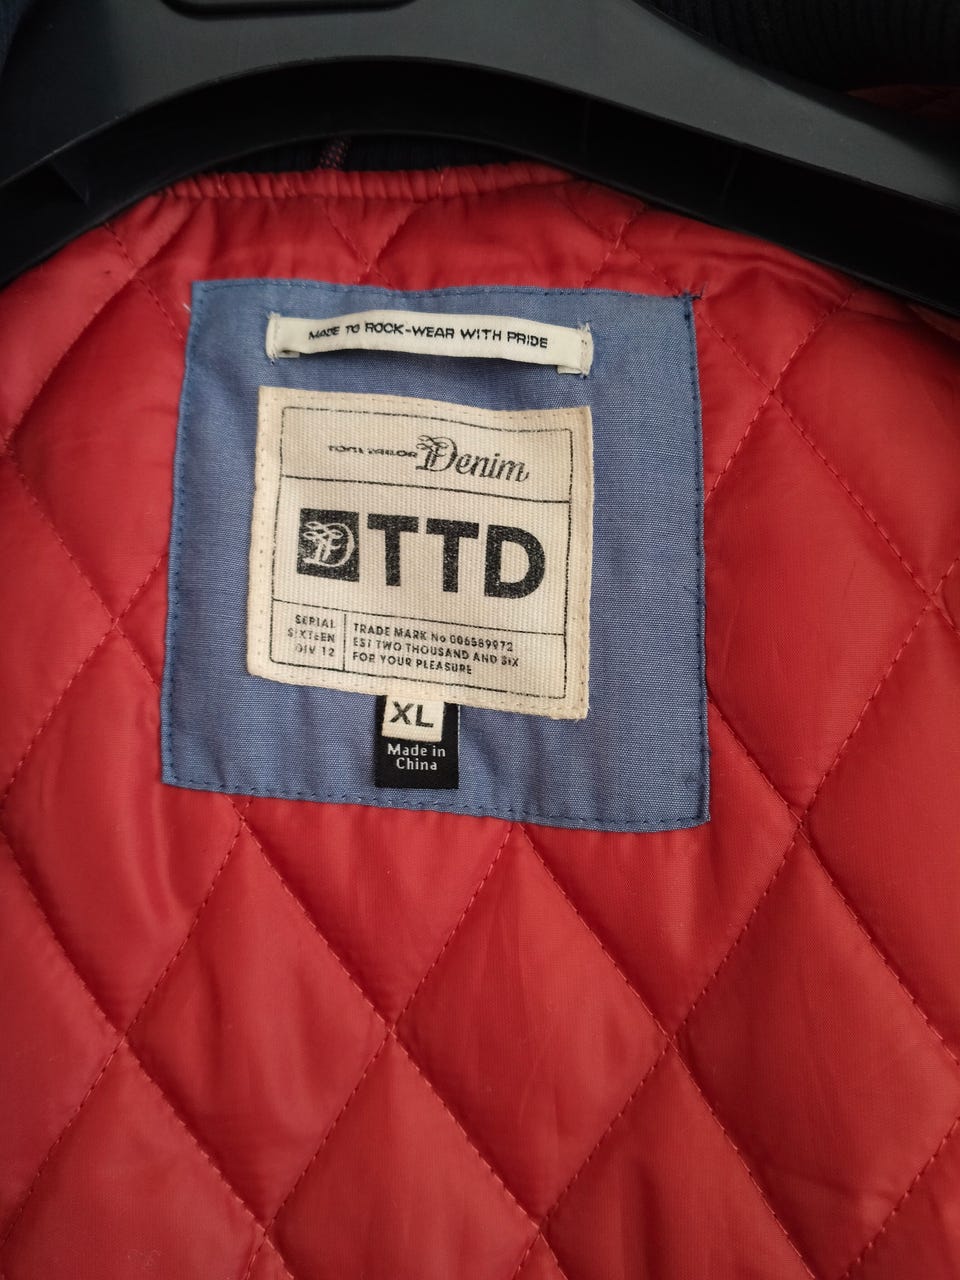 MADE TO ROCK-WEAR WITH PRIDE
TOM TAILOR Denim
TTD
SERIAL
SIXTEEN
DIV 12
TRADE MARK No 006589972
EST TWO THOUSAND AND SIX
FOR YOUR PLEASURE
XL
Made in
China